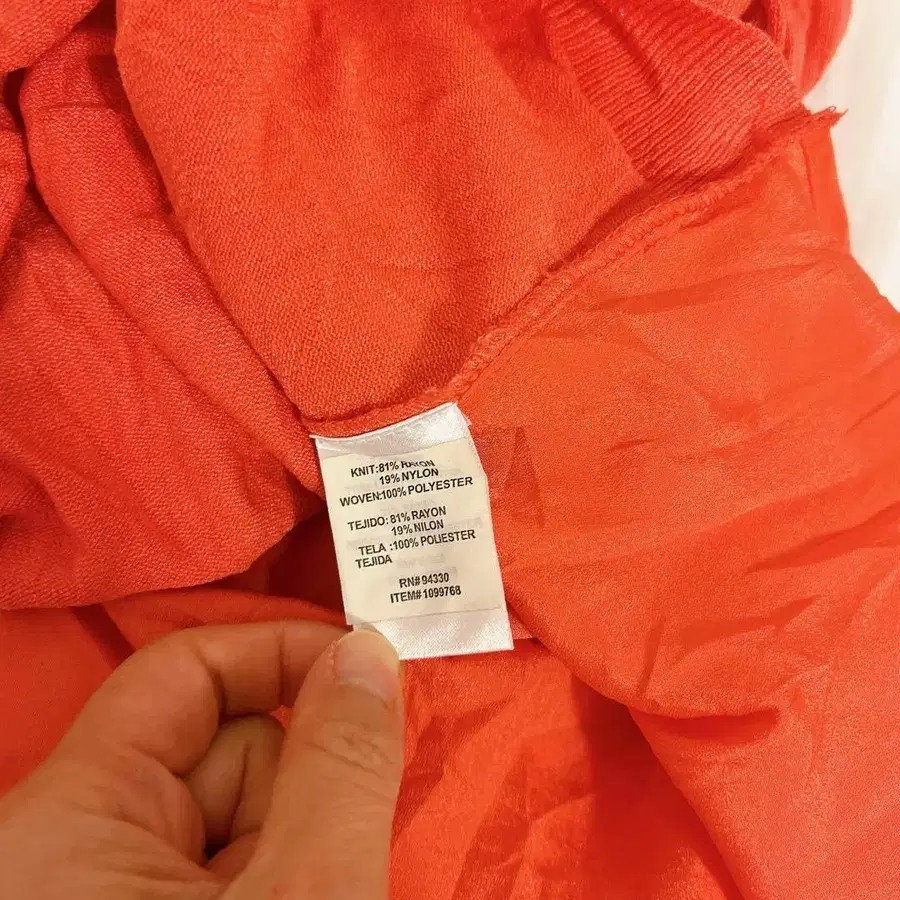 KNIT:81% RAYON
19% NYLON
WOVEN:100% POLYESTER
TEJIDO: 81% RAYON
19% NILON
TELA :100% POLIESTER
TEJIDA
RN# 94330
ITEM# 1099768